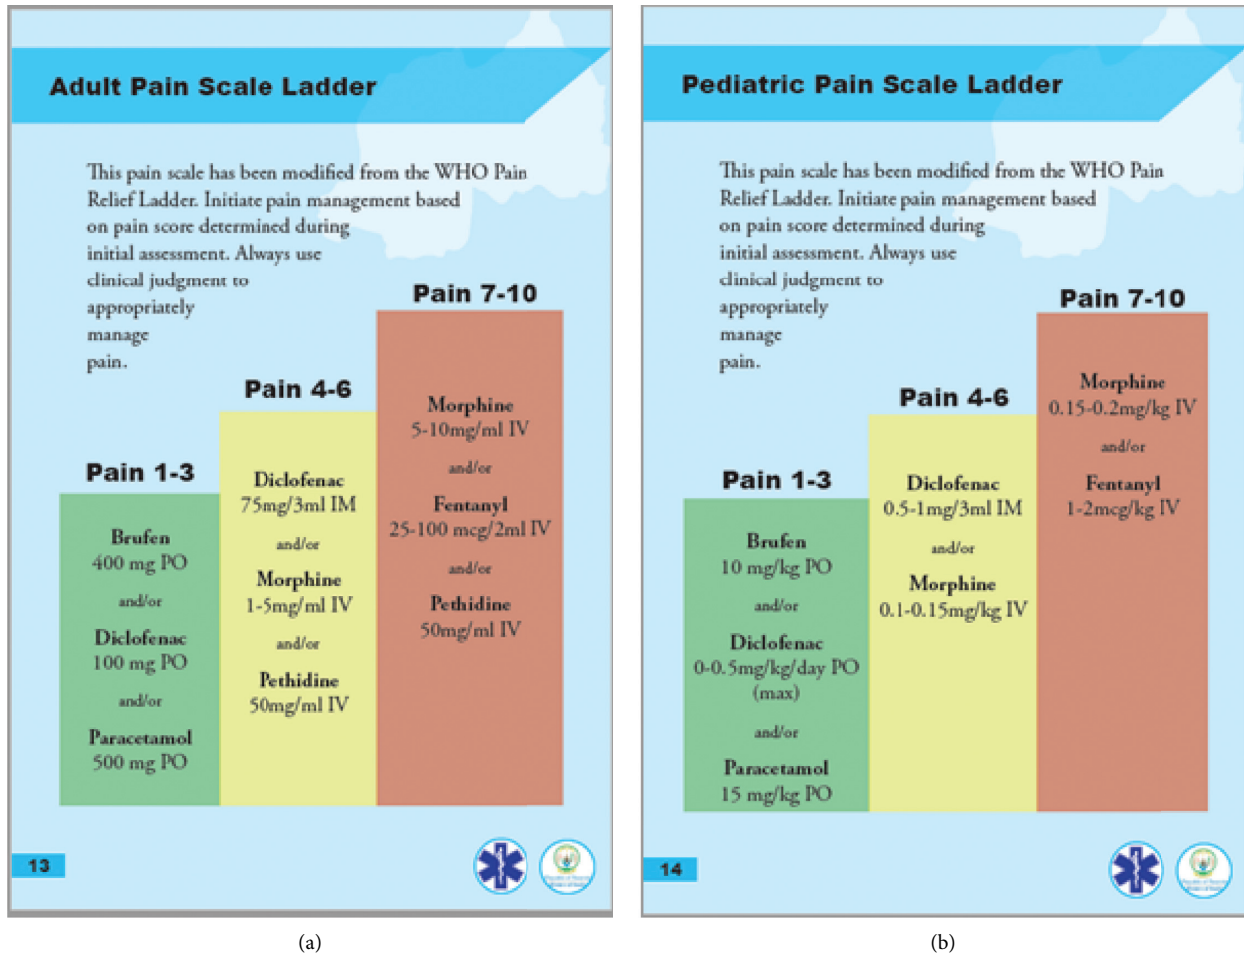 Adult Pain Scale Ladder
This pain scale has been modified from the WHO Pain
Relief Ladder. Initiate pain management based
on pain score determined during
initial assessment. Always use
clinical judgment to
appropriately
manage
pain.
Pain 1-3
Brufen
400 mg PO
and/or
Diclofenac
100 mg PO
and/or
Paracetamol
500 mg PO
Pain 4-6
Diclofenac
75mg/3ml IM
and/or
Morphine
1-5mg/ml IV
and/or
Pethidine
50mg/ml IV
Pain 7-10
Morphine
5-10mg/ml IV
and/or
Fentanyl
25-100 mcg/2ml IV
and/or
Pethidine
50mg/ml IV
13
(a)
Pediatric Pain Scale Ladder
This pain scale has been modified from the WHO Pain
Relief Ladder. Initiate pain management based
on pain score determined during
initial assessment. Always use
clinical judgment to
appropriately
manage
pain.
Pain 1-3
Brufen
10 mg/kg PO
and/or
Diclofenac
0-0.5mg/kg/day PO
(max)
and/or
Paracetamol
15 mg/kg PO
Pain 4-6
Diclofenac
0.5-1mg/3ml IM
and/or
Morphine
0.1-0.15mg/kg IV
Pain 7-10
Morphine
0.15-0.2mg/kg IV
and/or
Fentanyl
1-2mcg/kg IV
14
(b)